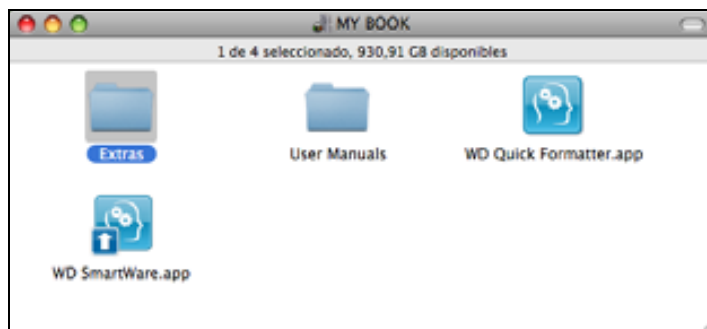 MY BOOK
1 de 4 seleccionado, 930,91 GB disponibles
Extras
User Manuals
WD Quick Formatter.app
WD SmartWare.app